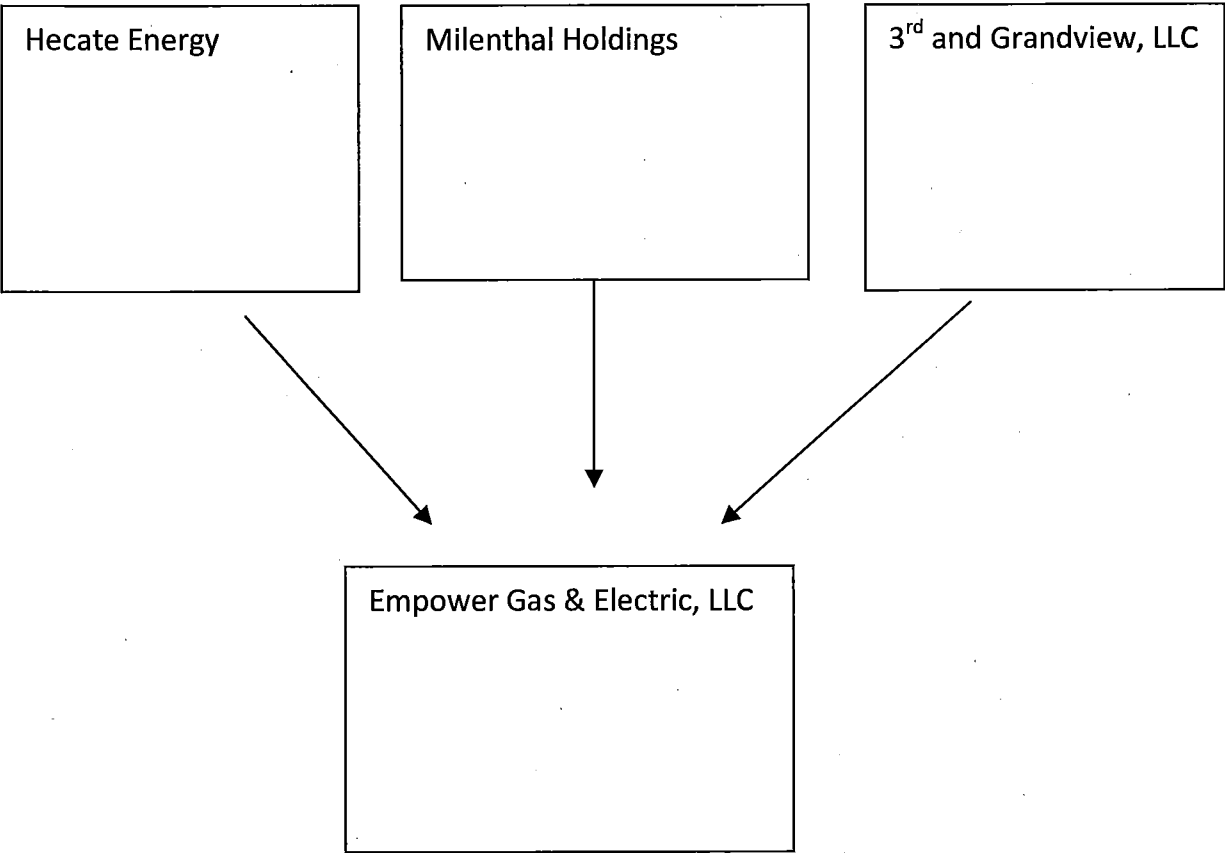 Hecate Energy
Milenthal Holdings
3rd and Grandview, LLC
Empower Gas & Electric, LLC